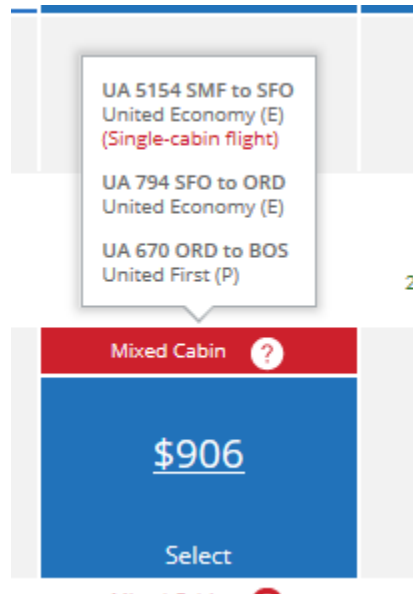 UA 5154 SMF to SFO
United Economy (E)
(Single-cabin flight)
UA 794 SFO to ORD
United Economy (E)
UA 670 ORD to BOS
United First (P)
2
Mixed Cabin ?
$906
Select